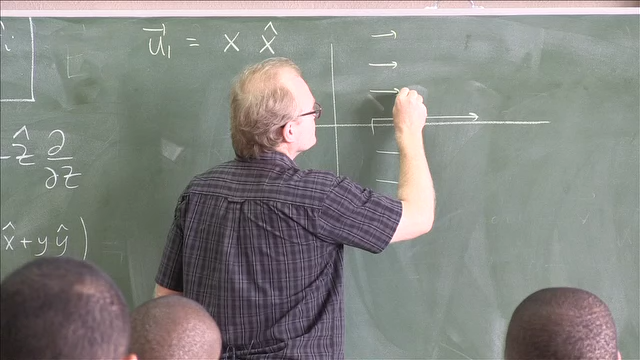 î
u⃗₁ = x x̂
ẑ ∂/∂z
x̂ + y ŷ )